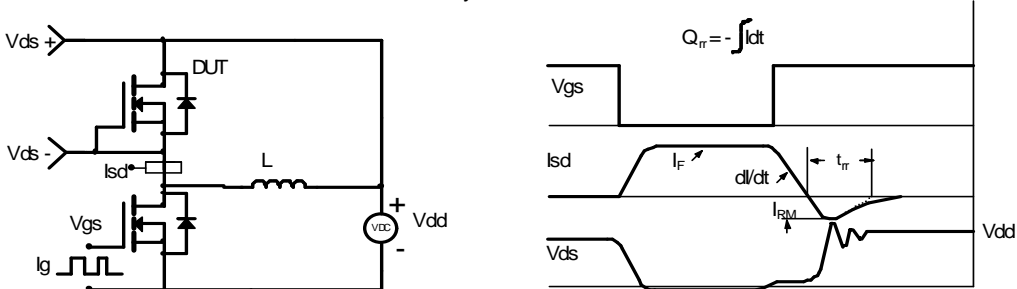 Vds +
DUT
Vds -
Isd
L
Vgs
Ig
+
VDC
-
Vdd
Qrr = - ∫Idt
Vgs
Isd
IF
dI/dt
trr
IRM
Vdd
Vds